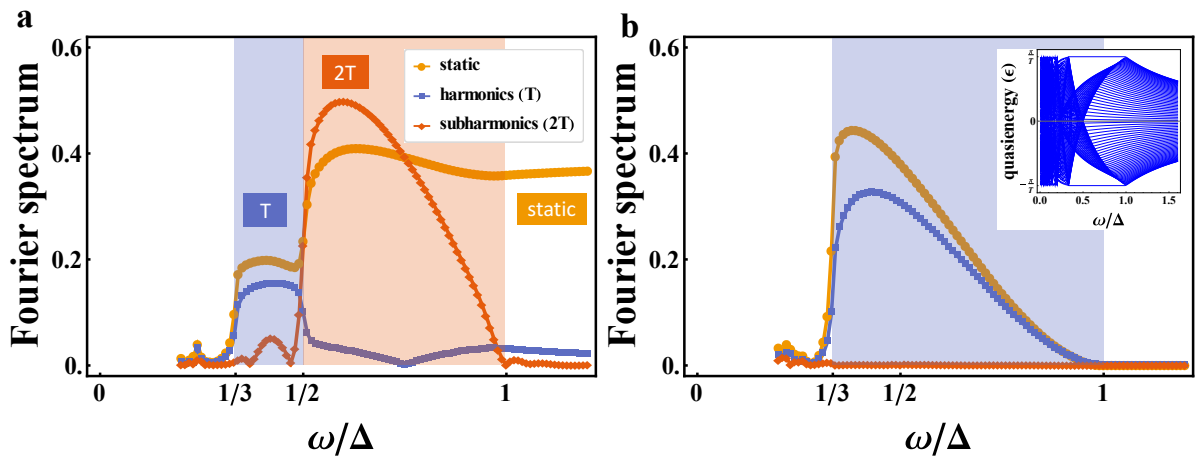 a
Fourier spectrum
0.6
0.4
0.2
0.
T
2T
static
harmonics (T)
subharmonics (2T)
static
0
1/3
1/2
1
ω/Δ
b
Fourier spectrum
0.6
0.4
0.2
0.
quasienergy (ϵ)
π/T
0
-π/T
0.0 0.5 1.0 1.5
ω/Δ
0
1/3
1/2
1
ω/Δ